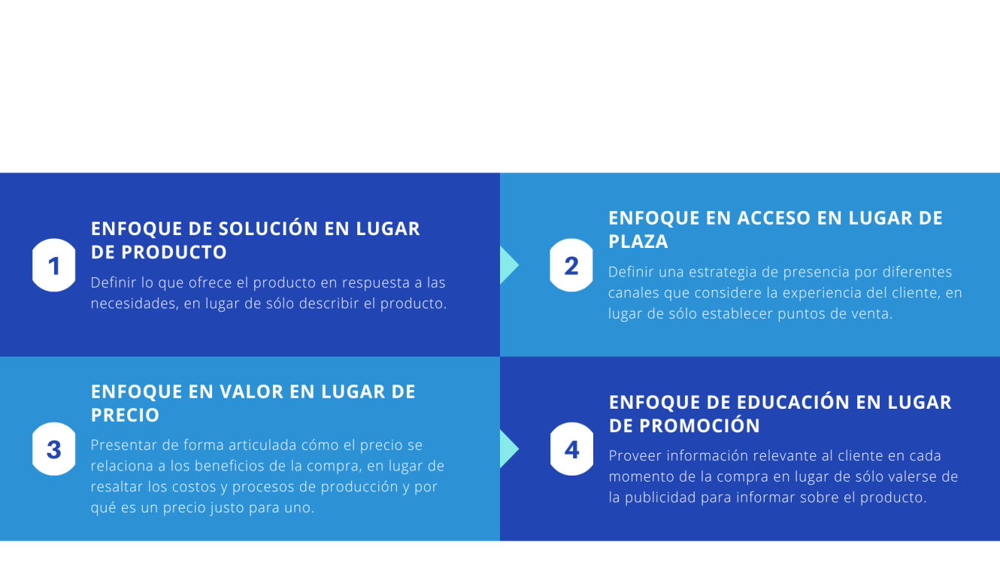 1
ENFOQUE DE SOLUCIÓN EN LUGAR
DE PRODUCTO
Definir lo que ofrece el producto en respuesta a las
necesidades, en lugar de sólo describir el producto.
2
ENFOQUE EN ACCESO EN LUGAR DE
PLAZA
Definir una estrategia de presencia por diferentes
canales que considere la experiencia del cliente, en
lugar de sólo establecer puntos de venta.
3
ENFOQUE EN VALOR EN LUGAR DE
PRECIO
Presentar de forma articulada cómo el precio se
relaciona a los beneficios de la compra, en lugar de
resaltar los costos y procesos de producción y por
qué es un precio justo para uno.
4
ENFOQUE DE EDUCACIÓN EN LUGAR
DE PROMOCIÓN
Proveer información relevante al cliente en cada
momento de la compra en lugar de sólo valerse de
la publicidad para informar sobre el producto.